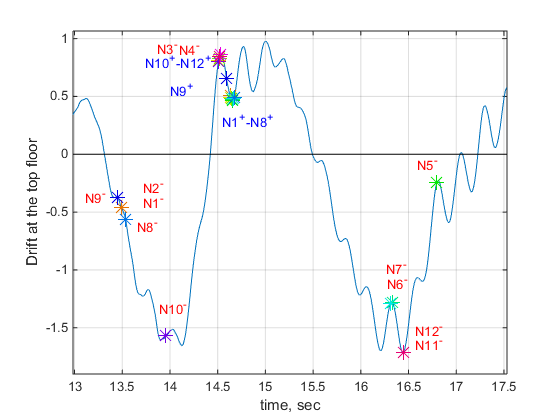 1
N3⁻ N4⁻
N10⁺-N12⁺
N9⁺
0.5
N1⁺-N8⁺
0
N5⁻
N2⁻
N9⁻
N1⁻
-0.5
N8⁻
Drift at the top floor
N7⁻
-1
N6⁻
N10⁻
-1.5
N12⁻
N11⁻
13 13.5 14 14.5 15 15.5 16 16.5 17 17.5
time, sec